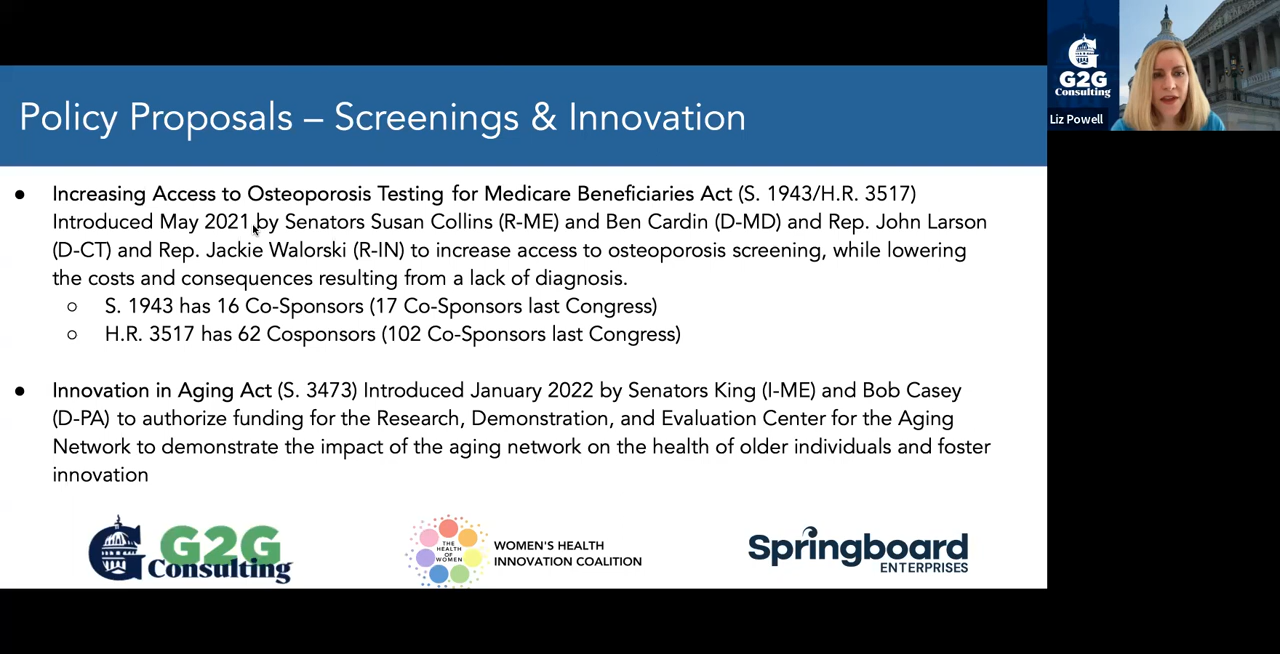 Policy Proposals – Screenings & Innovation
G2G
Consulting
Liz Powell
● Increasing Access to Osteoporosis Testing for Medicare Beneficiaries Act (S. 1943/H.R. 3517)
Introduced May 2021 by Senators Susan Collins (R-ME) and Ben Cardin (D-MD) and Rep. John Larson
(D-CT) and Rep. Jackie Walorski (R-IN) to increase access to osteoporosis screening, while lowering
the costs and consequences resulting from a lack of diagnosis.
○ S. 1943 has 16 Co-Sponsors (17 Co-Sponsors last Congress)
○ H.R. 3517 has 62 Cosponsors (102 Co-Sponsors last Congress)
● Innovation in Aging Act (S. 3473) Introduced January 2022 by Senators King (I-ME) and Bob Casey
(D-PA) to authorize funding for the Research, Demonstration, and Evaluation Center for the Aging
Network to demonstrate the impact of the aging network on the health of older individuals and foster
innovation
G2G
Consulting
THE
HEALTH
OF
WOMEN
WOMEN'S HEALTH
INNOVATION COALITION
Springboard
ENTERPRISES